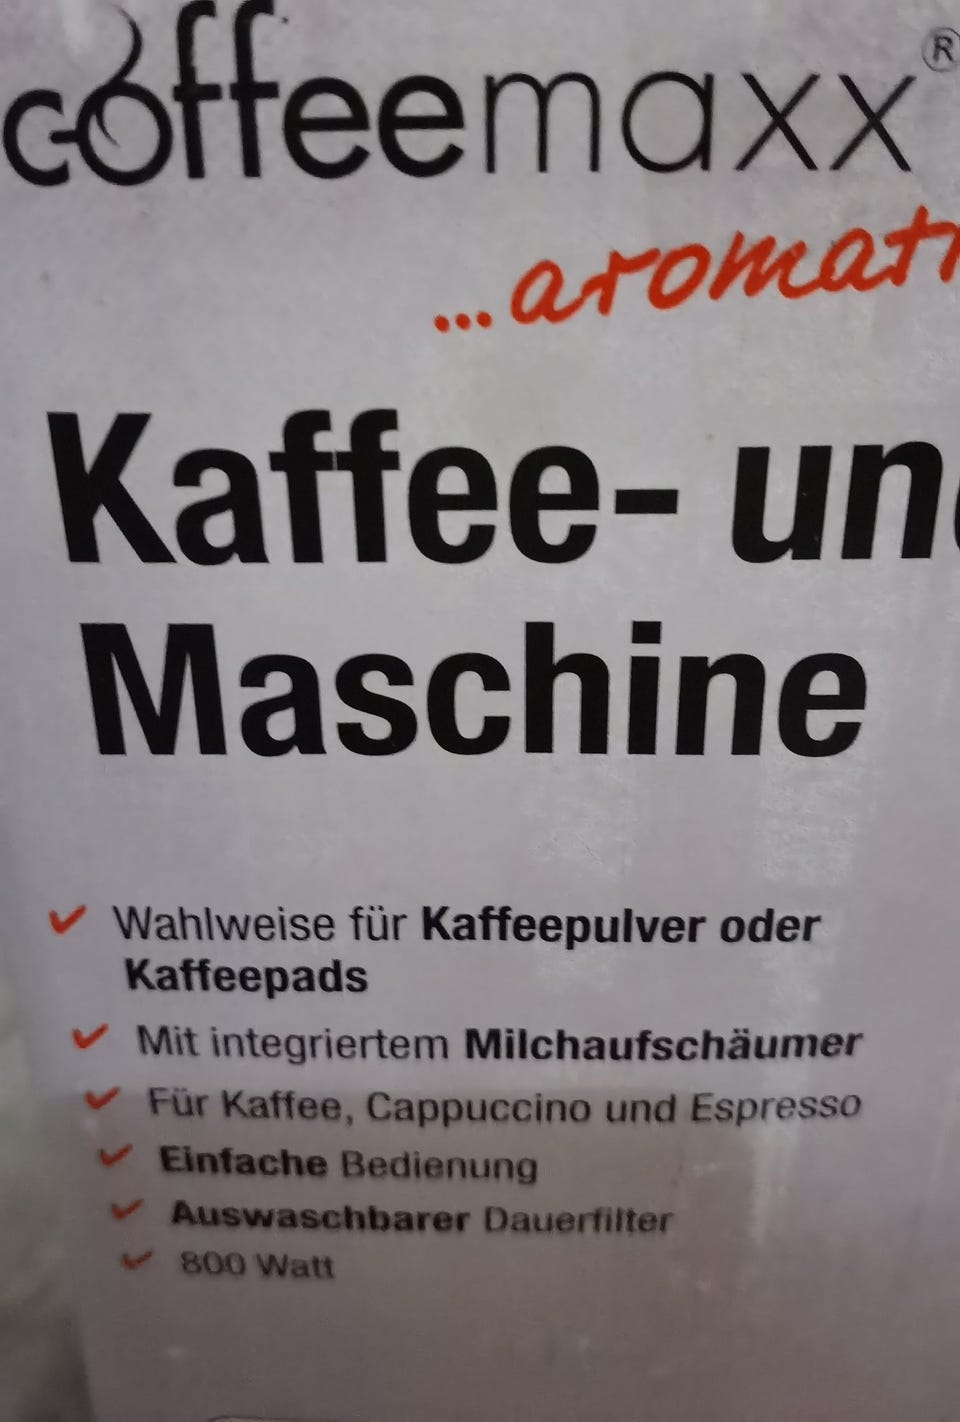 coffeemaxx®
...aromat
Kaffee- un
Maschine
✓ Wahlweise für Kaffeepulver oder
Kaffeepads
✓ Mit integriertem Milchaufschäumer
✓ Für Kaffee, Cappuccino und Espresso
✓ Einfache Bedienung
✓ Auswaschbarer Dauerfilter
✓ 800 Watt